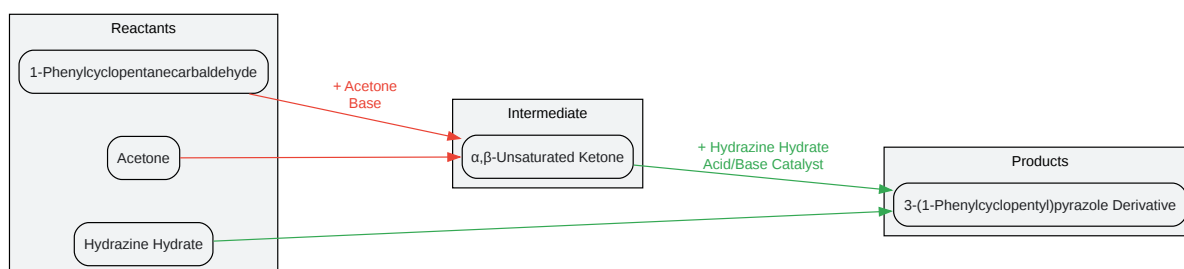 Reactants
1-Phenylcyclopentanecarbaldehyde
Acetone
Hydrazine Hydrate
+ Acetone
Base
Intermediate
α,β-Unsaturated Ketone
+ Hydrazine Hydrate
Acid/Base Catalyst
Products
3-(1-Phenylcyclopentyl)pyrazole Derivative